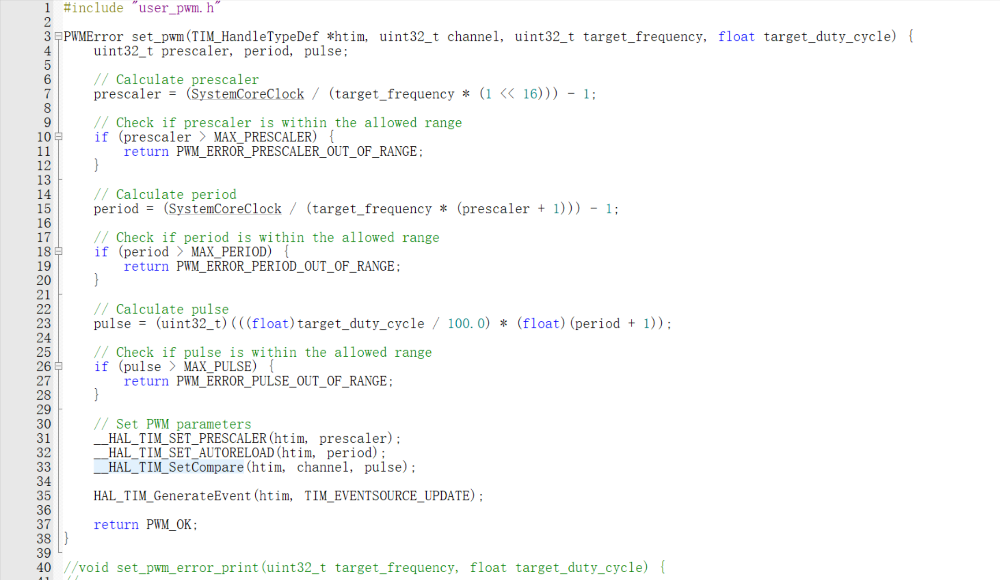 1 #include "user_pwm.h"
2
3 PWMError set_pwm(TIM_HandleTypeDef *htim, uint32_t channel, uint32_t target_frequency, float target_duty_cycle) {
4     uint32_t prescaler, period, pulse;
5
6     // Calculate prescaler
7     prescaler = (SystemCoreClock / (target_frequency * (1 << 16))) - 1;
8
9     // Check if prescaler is within the allowed range
10     if (prescaler > MAX_PRESCALER) {
11         return PWM_ERROR_PRESCALER_OUT_OF_RANGE;
12     }
13
14     // Calculate period
15     period = (SystemCoreClock / (target_frequency * (prescaler + 1))) - 1;
16
17     // Check if period is within the allowed range
18     if (period > MAX_PERIOD) {
19         return PWM_ERROR_PERIOD_OUT_OF_RANGE;
20     }
21
22     // Calculate pulse
23     pulse = (uint32_t)(((float)target_duty_cycle / 100.0) * (float)(period + 1));
24
25     // Check if pulse is within the allowed range
26     if (pulse > MAX_PULSE) {
27         return PWM_ERROR_PULSE_OUT_OF_RANGE;
28     }
29
30     // Set PWM parameters
31     __HAL_TIM_SET_PRESCALER(htim, prescaler);
32     __HAL_TIM_SET_AUTORELOAD(htim, period);
33     __HAL_TIM_SetCompare(htim, channel, pulse);
34
35     HAL_TIM_GenerateEvent(htim, TIM_EVENTSOURCE_UPDATE);
36
37     return PWM_OK;
38 }
39
40 //void set_pwm_error_print(uint32_t target_frequency, float target_duty_cycle) {
41 //